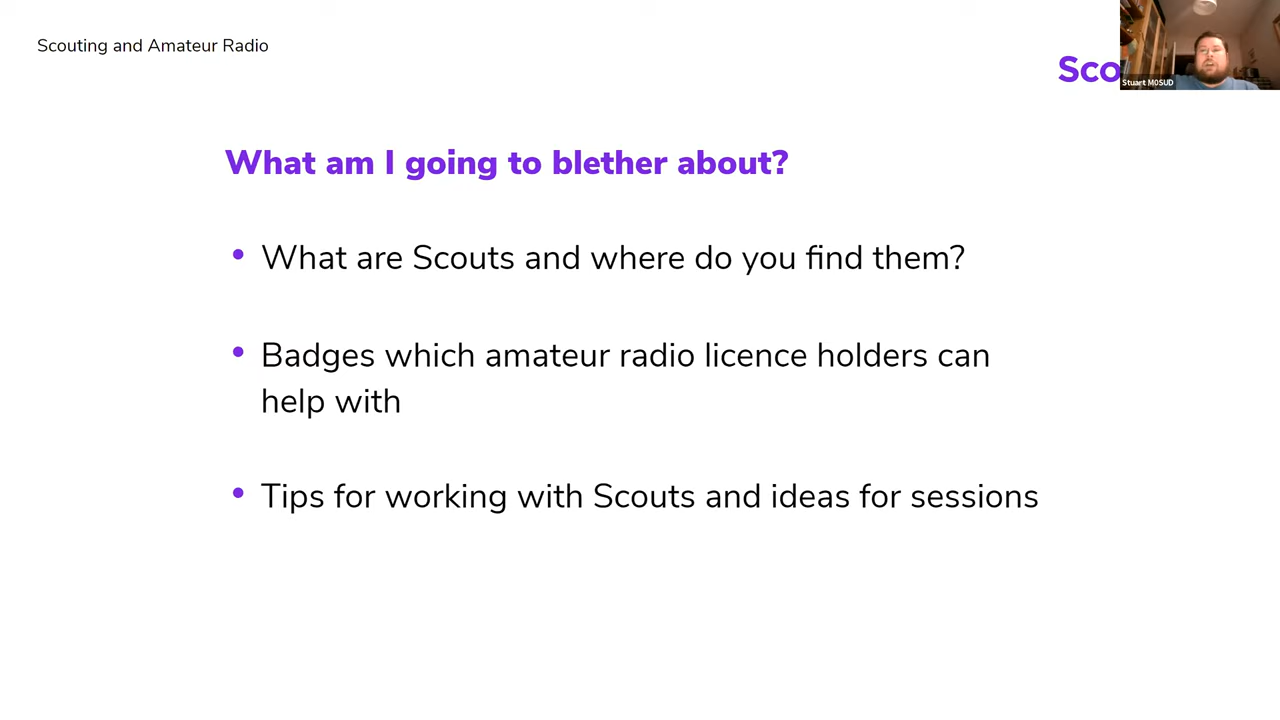 Scouting and Amateur Radio
Sco
Stuart M0SUD
What am I going to blether about?
• What are Scouts and where do you find them?
• Badges which amateur radio licence holders can
help with
• Tips for working with Scouts and ideas for sessions